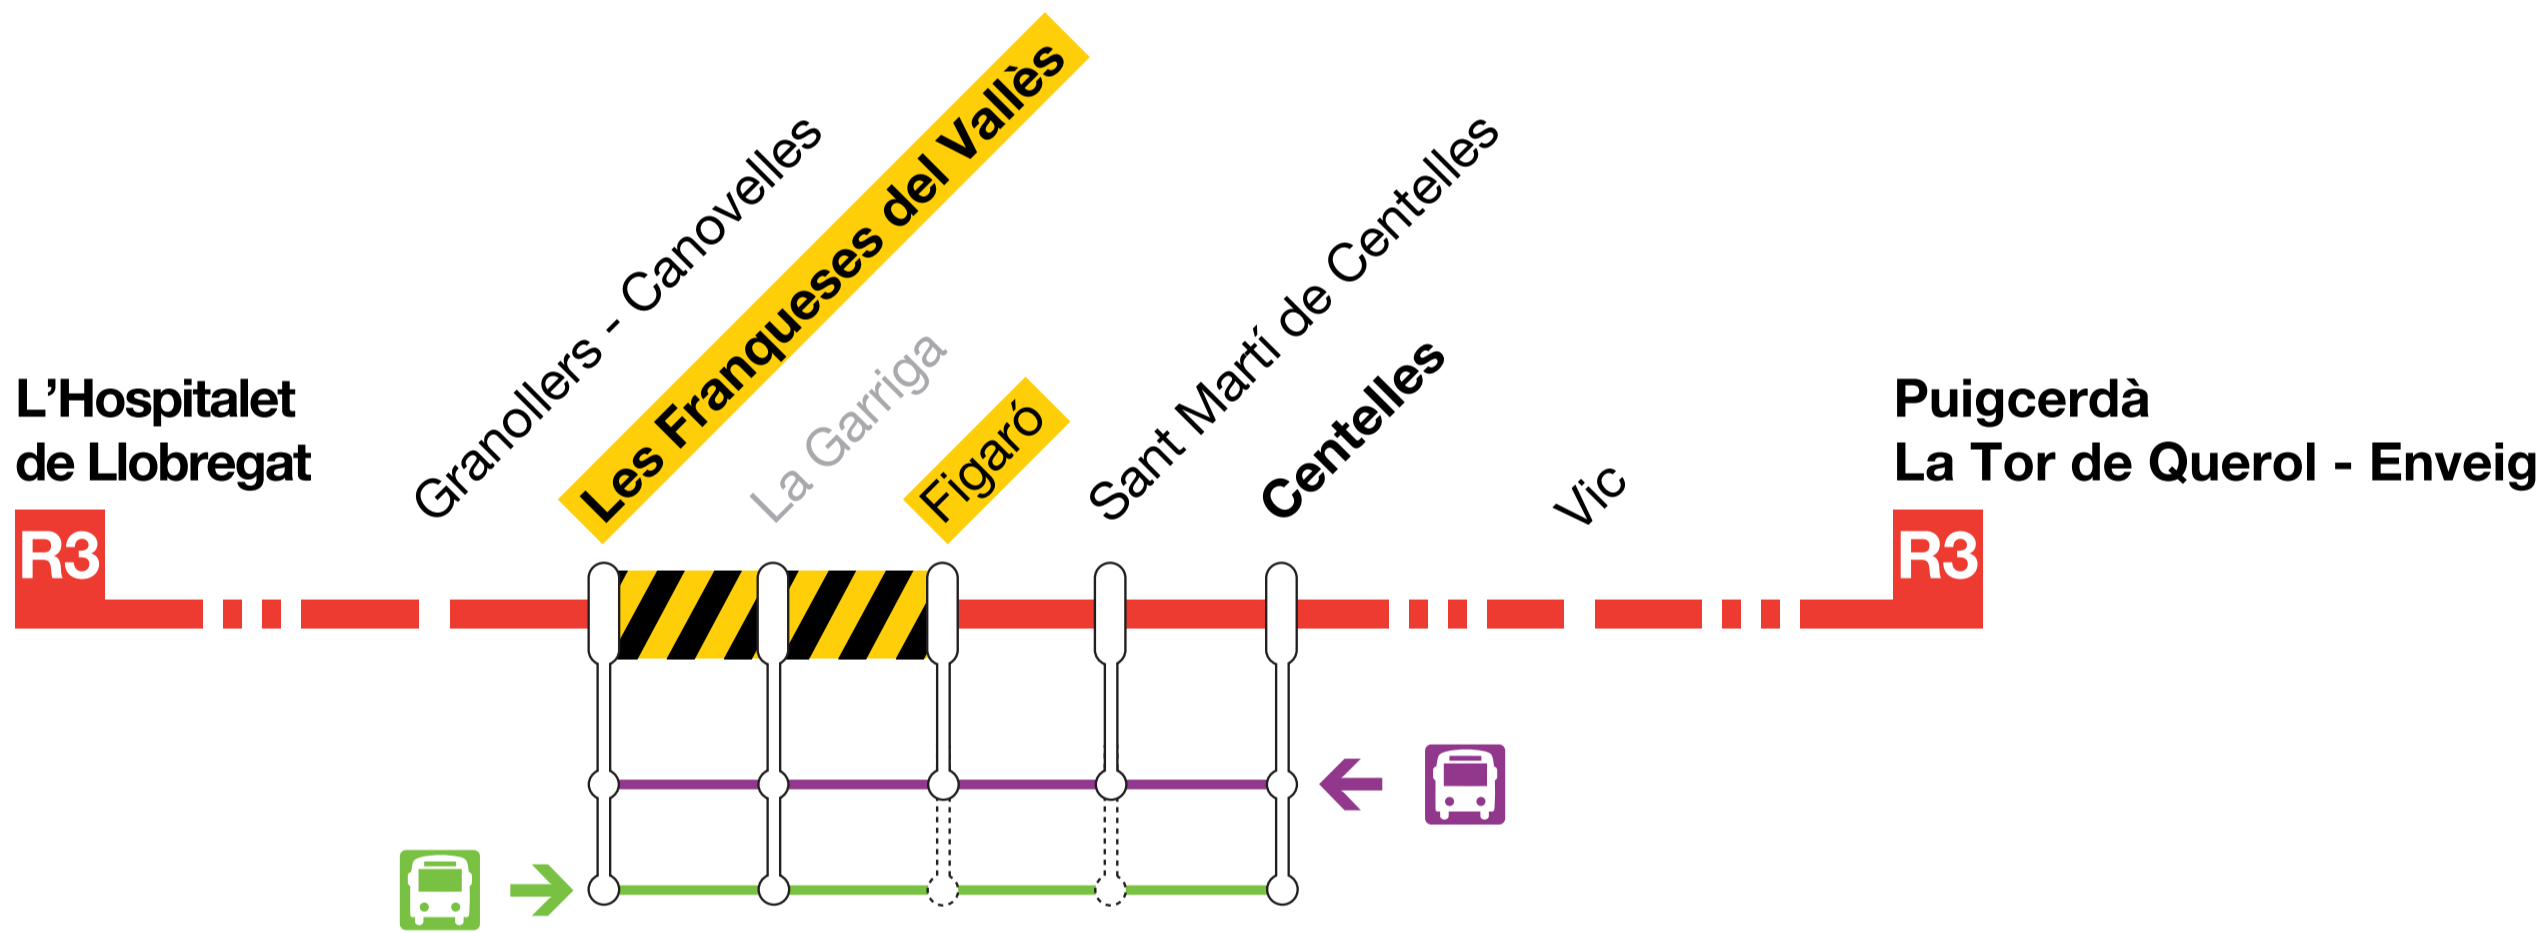 L’Hospitalet
de Llobregat
R3
Granollers - Canovelles
Les Franqueses del Vallès
La Garriga
Figaró
Sant Martí de Centelles
Centelles
Vic
Puigcerdà
La Tor de Querol - Enveig
R3